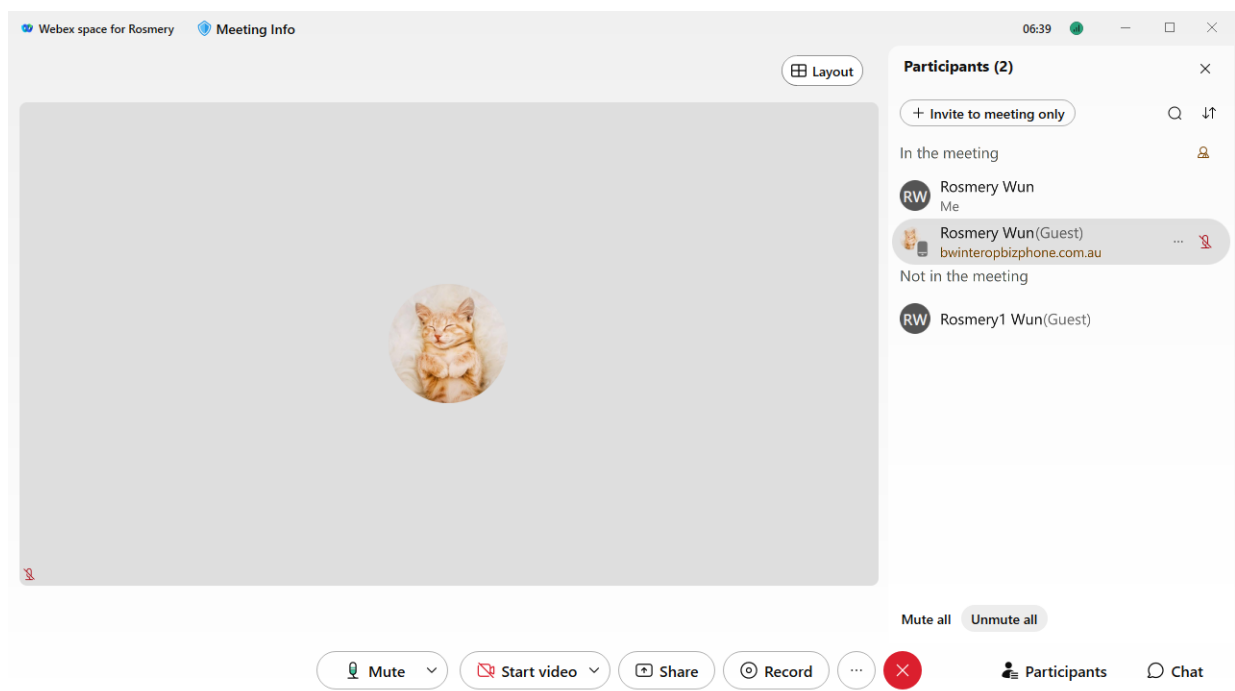 Webex space for Rosmery Meeting Info 06:39
Layout
Participants (2)
+ Invite to meeting only
In the meeting
RW Rosmery Wun
Me
Rosmery Wun(Guest)
bwinteropbizphone.com.au
Not in the meeting
RW Rosmery1 Wun(Guest)
Mute all Unmute all
Mute Start video Share Record ... Participants Chat